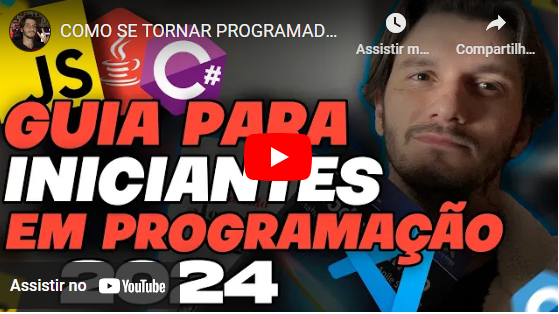 COMO SE TORNAR PROGRAMAD...
Assistir m...
Compartilh...
JS
C#
GUIA PARA
INICIANTES
EM PROGRAMAÇÃO
2024
Assistir no YouTube